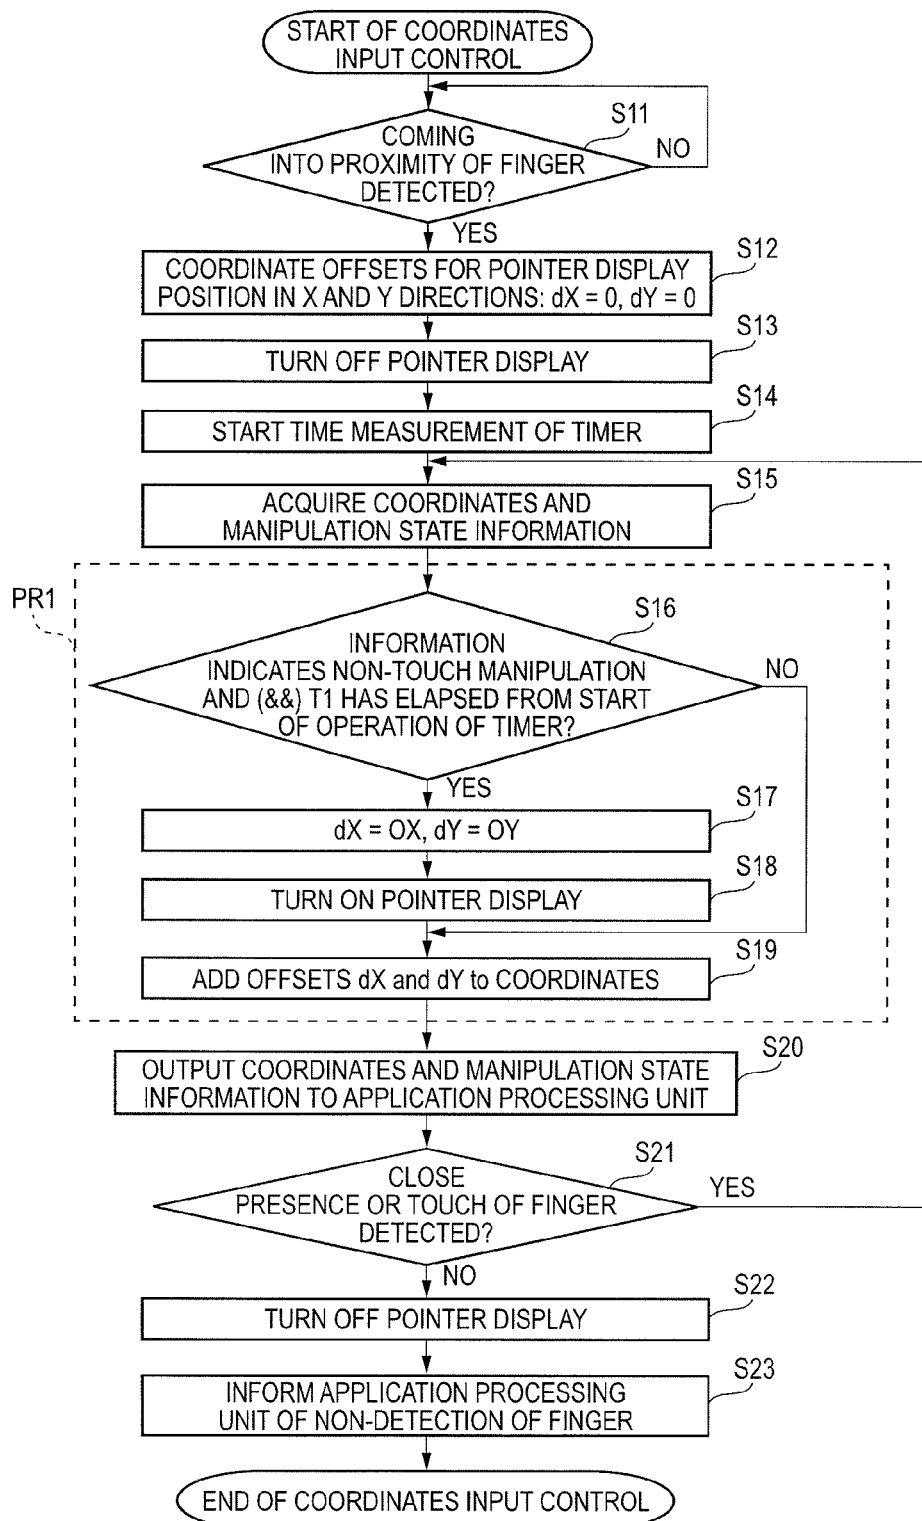 START OF COORDINATES
INPUT CONTROL
S11
COMING
INTO PROXIMITY OF FINGER
DETECTED?
NO
YES
S12
COORDINATE OFFSETS FOR POINTER DISPLAY
POSITION IN X AND Y DIRECTIONS: dX = 0, dY = 0
S13
TURN OFF POINTER DISPLAY
S14
START TIME MEASUREMENT OF TIMER
S15
ACQUIRE COORDINATES AND
MANIPULATION STATE INFORMATION
PR1
S16
INFORMATION
INDICATES NON-TOUCH MANIPULATION
AND (&&) T1 HAS ELAPSED FROM START
OF OPERATION OF TIMER?
NO
YES
S17
dX = OX, dY = OY
S18
TURN ON POINTER DISPLAY
S19
ADD OFFSETS dX and dY to COORDINATES
S20
OUTPUT COORDINATES AND MANIPULATION STATE
INFORMATION TO APPLICATION PROCESSING UNIT
S21
CLOSE
PRESENCE OR TOUCH OF FINGER
DETECTED?
YES
NO
S22
TURN OFF POINTER DISPLAY
S23
INFORM APPLICATION PROCESSING
UNIT OF NON-DETECTION OF FINGER
END OF COORDINATES INPUT CONTROL